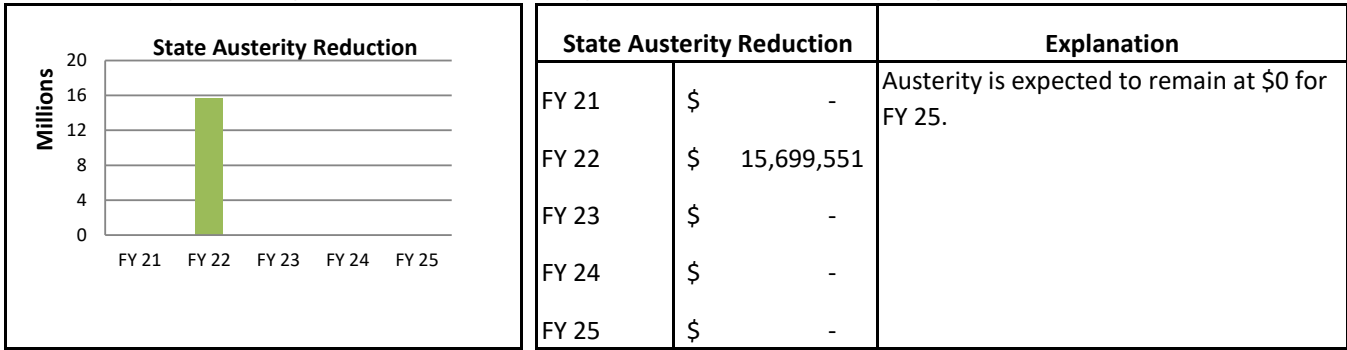 State Austerity Reduction
Millions
20
16
12
8
4
0
FY 21 FY 22 FY 23 FY 24 FY 25
State Austerity Reduction Explanation
FY 21 $ -
Austerity is expected to remain at $0 for
FY 25.
FY 22 $ 15,699,551
FY 23 $ -
FY 24 $ -
FY 25 $ -